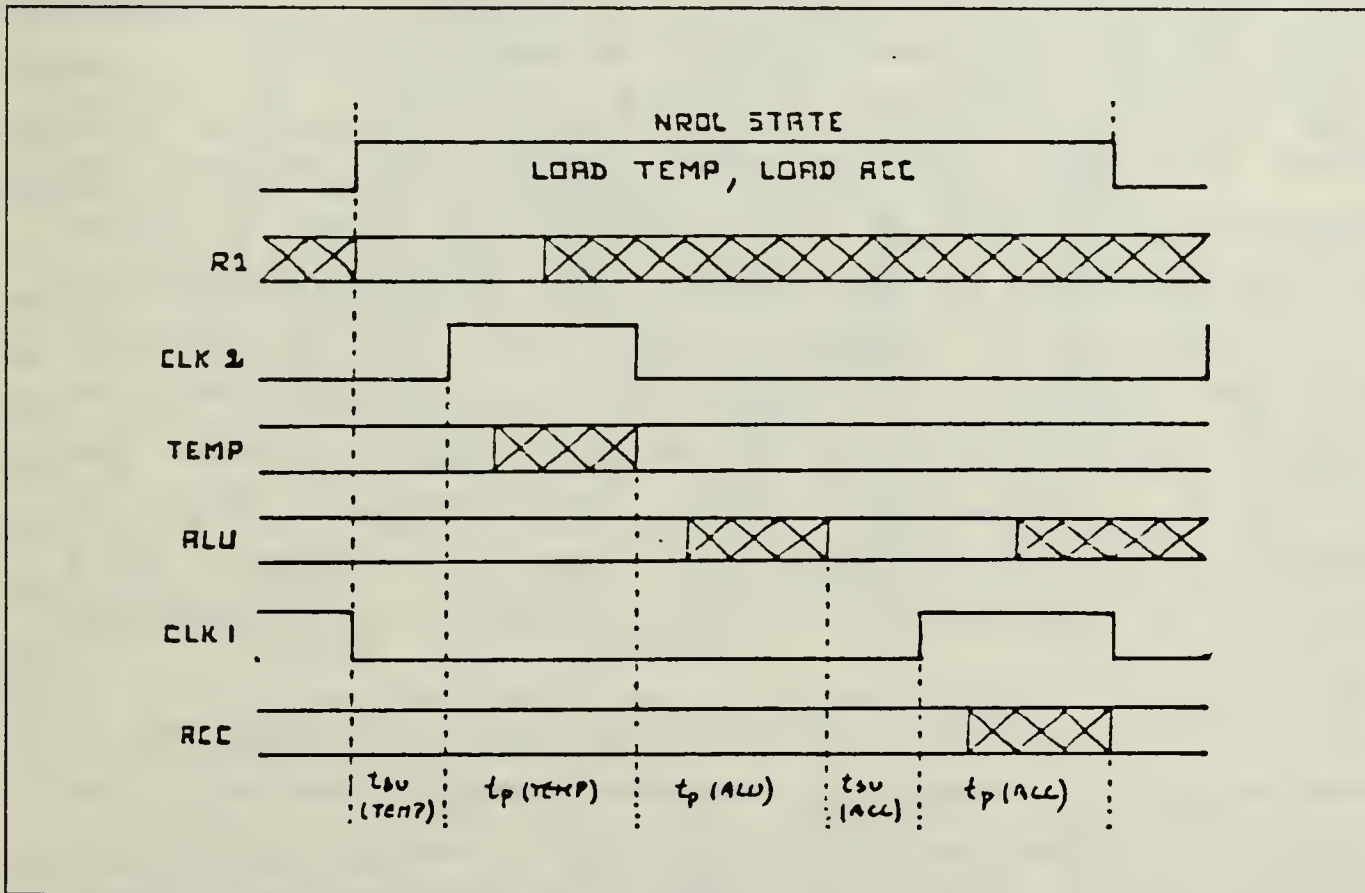 NROL STATE
LOAD TEMP, LOAD ACC
R1
CLK 2
TEMP
ALU
CLK 1
ACC
tsu (TEMP)
tp (TEMP)
tp (ALU)
tsu (ACC)
tp (ACC)